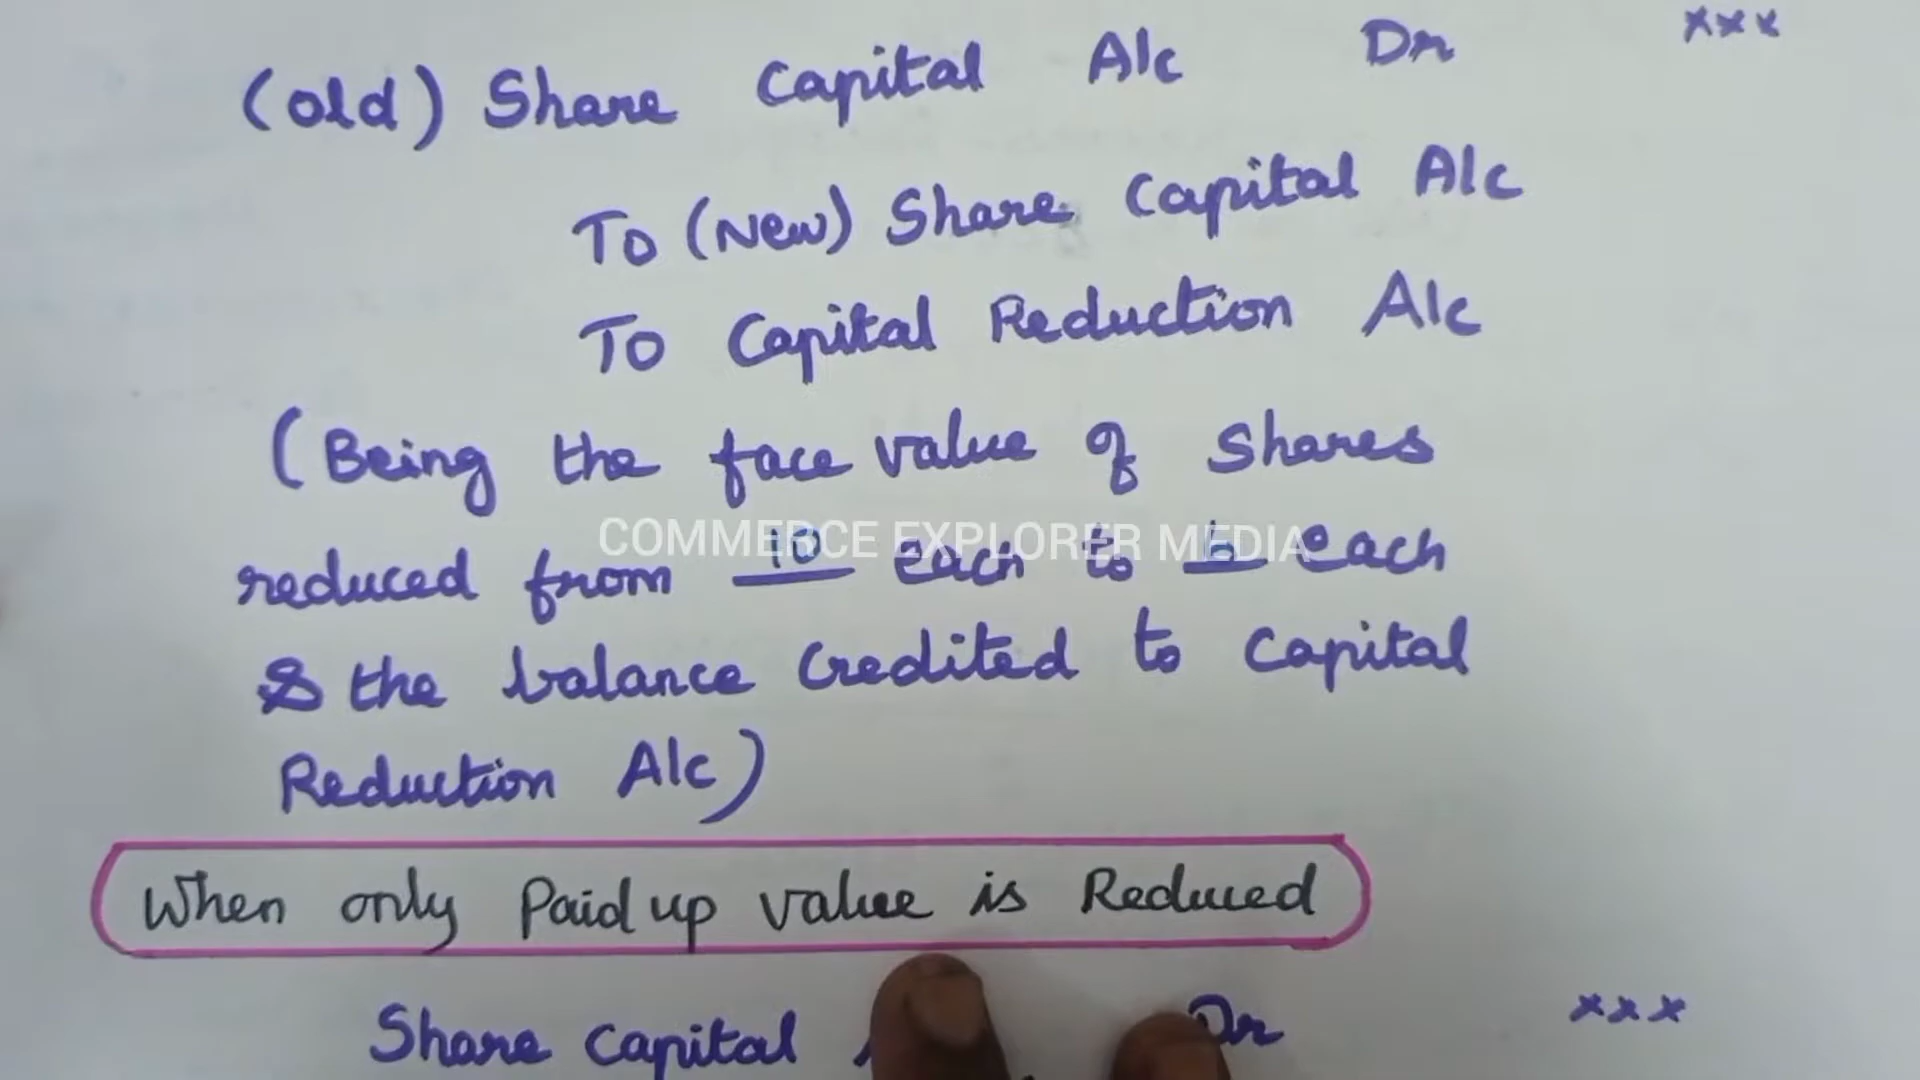 (old) Share Capital A/c Dr xxx
To (New) Share Capital A/c
To Capital Reduction A/c
(Being the face value of Shares
COMMERCE EXPLORER MEDIA
reduced from 10 each to 6 each
& the balance Credited to Capital
Reduction A/c)
When only Paid up value is Reduced
Share Capital Dr xxx